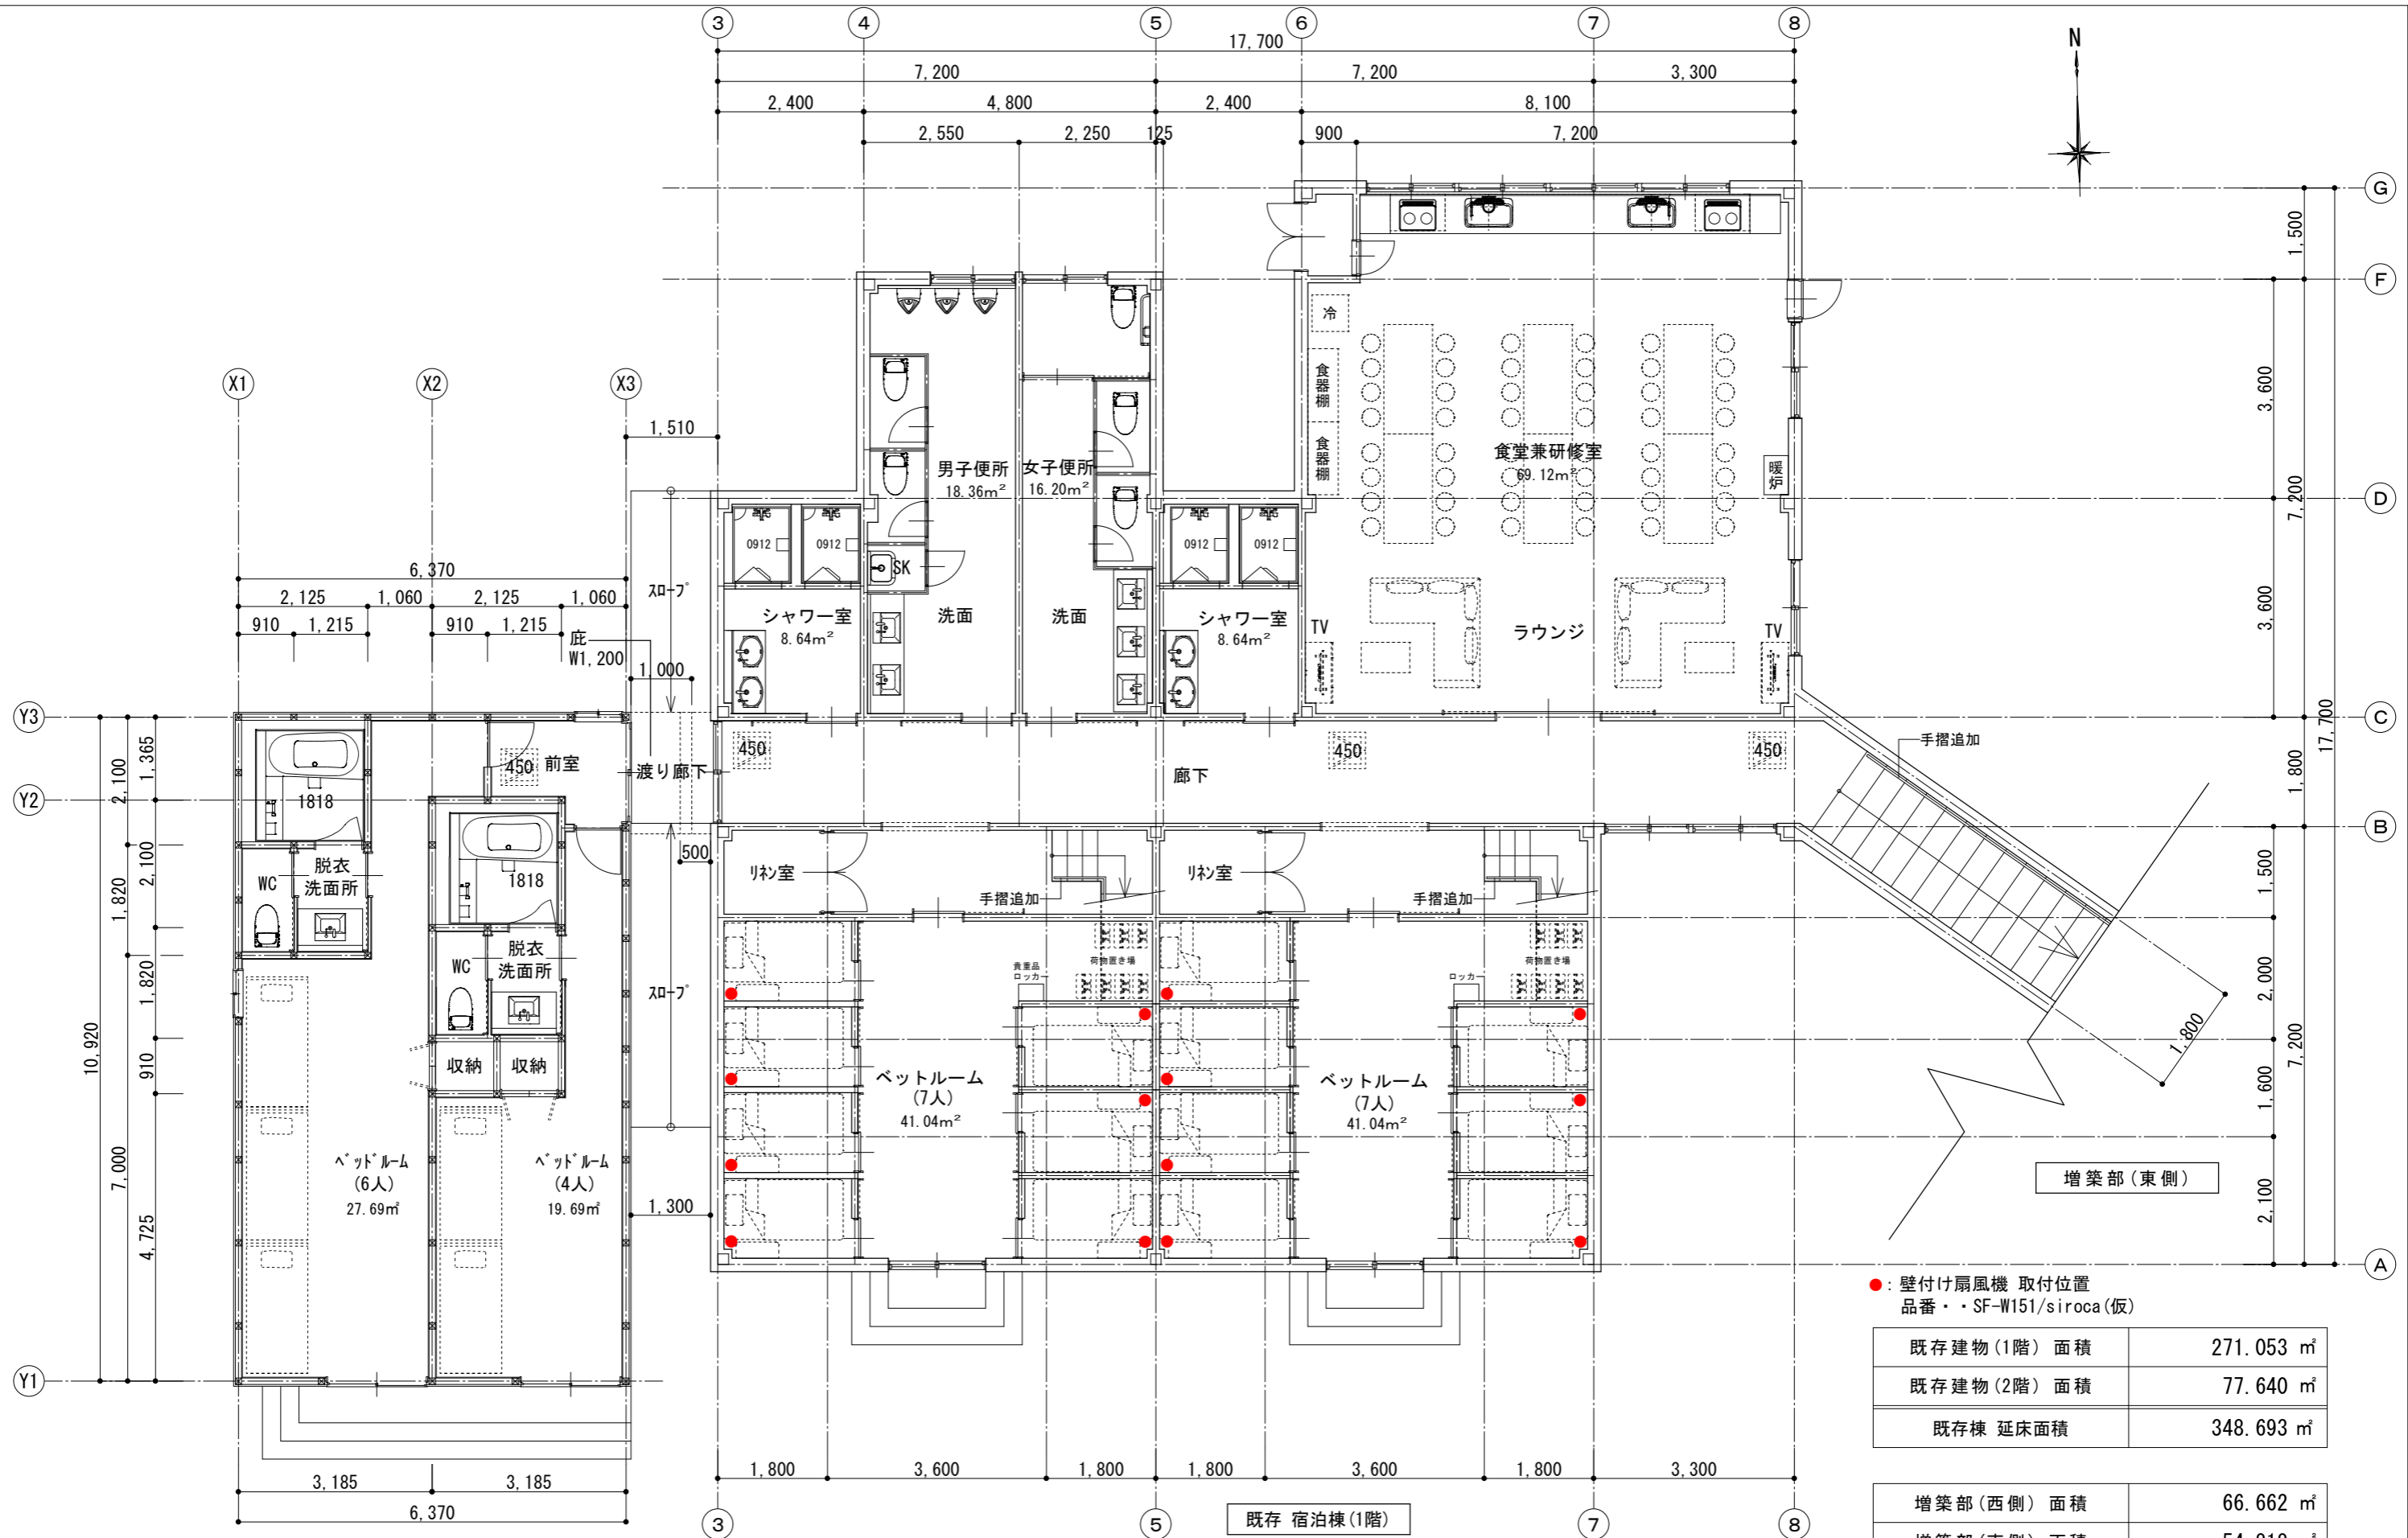 3 4 5 6 7 8
17,700
7,200 7,200 3,300
2,400 4,800 2,400 8,100
2,550 2,250 125 900 7,200
N
G
1,500
F
冷
食器棚
食器棚
食堂兼研修室
69.12m²
暖炉
3,600
7,200
D
3,600
X1 X2 X3
1,510
男子便所
18.36m²
女子便所
16.20m²
0912 0912 SK 0912 0912
6,370
2,125 1,060 2,125 1,060
910 1,215 910 1,215
庇
W1,200
スロープ
1,000
シャワー室
8.64m²
洗面 洗面
シャワー室
8.64m²
TV ラウンジ TV
Y3
C
17,700
1,365
2,100
450 前室
渡り廊下
450
廊下
450
450
手摺追加
1,800
Y2
1818
B
2,100
1,820
500
WC
脱衣
洗面所
1818
リネン室
手摺追加
リネン室
手摺追加
1,500
WC
脱衣
洗面所
1,820
スロープ
貴重品
ロッカー
荷物置き場
ロッカー
荷物置き場
2,000
1,800
10,920
910
収納 収納
7,200
ベットルーム
(7人)
41.04m²
ベットルーム
(7人)
41.04m²
1,600
7,000
4,725
ベッドルーム
(6人)
27.69㎡
ベッドルーム
(4人)
19.69㎡
1,300
増築部(東側)
2,100
A
●:壁付け扇風機 取付位置
品番・・SF-W151/siroca(仮)
既存建物(1階) 面積 271.053 ㎡
既存建物(2階) 面積 77.640 ㎡
既存棟 延床面積 348.693 ㎡
Y1
1,800 3,600 1,800 1,800 3,600 1,800 3,300
3,185 3,185
6,370
増築部(西側) 面積 66.662 ㎡
3 5 7 8
既存 宿泊棟(1階)